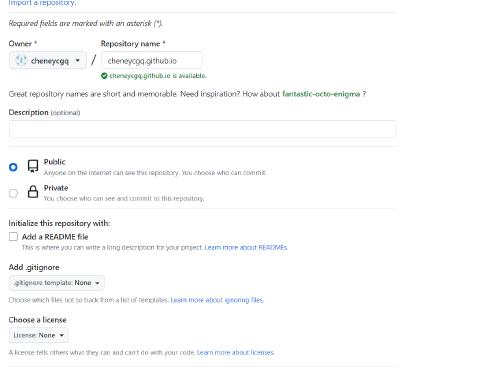 Import a repository.
Required fields are marked with an asterisk (*).
Owner * Repository name *
cheneycgq / cheneycgq.github.io
cheneycgq.github.io is available.
Great repository names are short and memorable. Need inspiration? How about fantastic-octo-enigma ?
Description (optional)
Public
Anyone on the internet can see this repository. You choose who can commit.
Private
You choose who can see and commit to this repository.
Initialize this repository with:
Add a README file
This is where you can write a long description for your project. Learn more about READMEs.
Add .gitignore
.gitignore template: None
Choose which files not to track from a list of templates. Learn more about ignoring files.
Choose a license
License: None
A license tells others what they can and can't do with your code. Learn more about licenses.